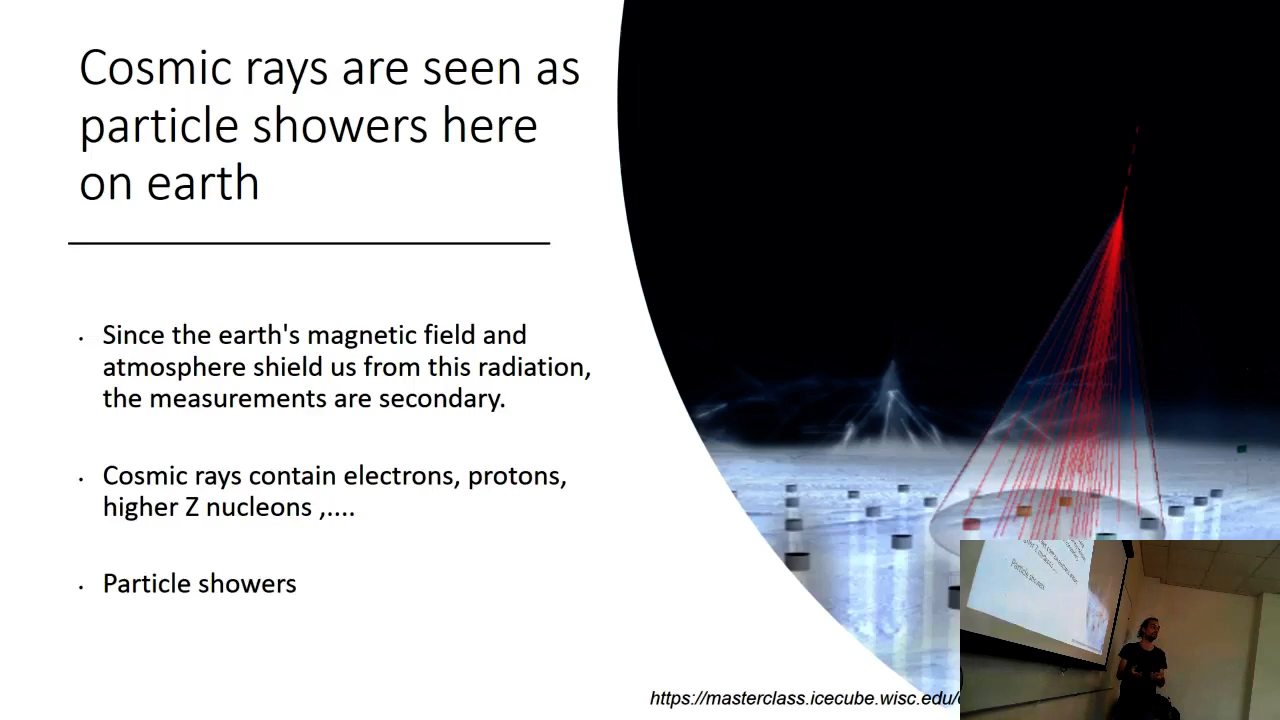 Cosmic rays are seen as
particle showers here
on earth
Since the earth's magnetic field and
atmosphere shield us from this radiation,
the measurements are secondary.
Cosmic rays contain electrons, protons,
higher Z nucleons ,....
Particle showers
https://masterclass.icecube.wisc.edu/
Particle showers